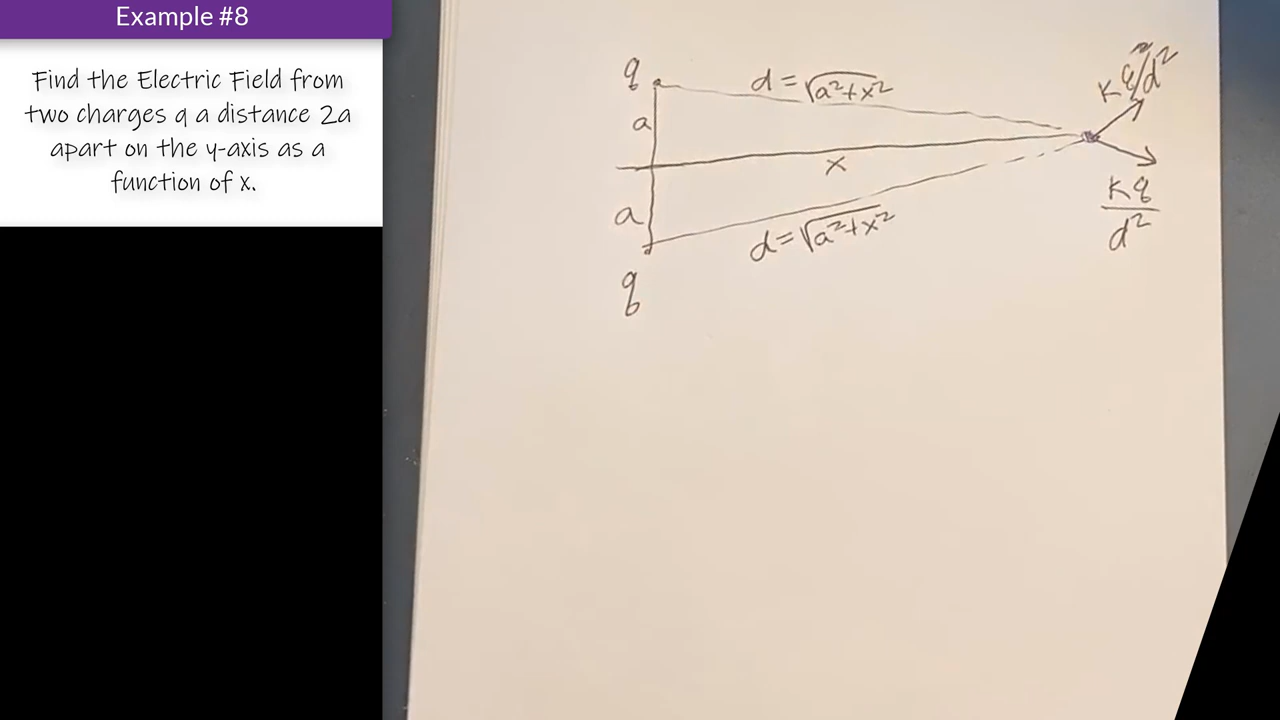 Example #8
Find the Electric Field from
two charges q a distance 2a
apart on the y-axis as a
function of x.
q
d = √a²+x²
K q/d²
a
x
a
d = √a²+x²
Kq
d²
q